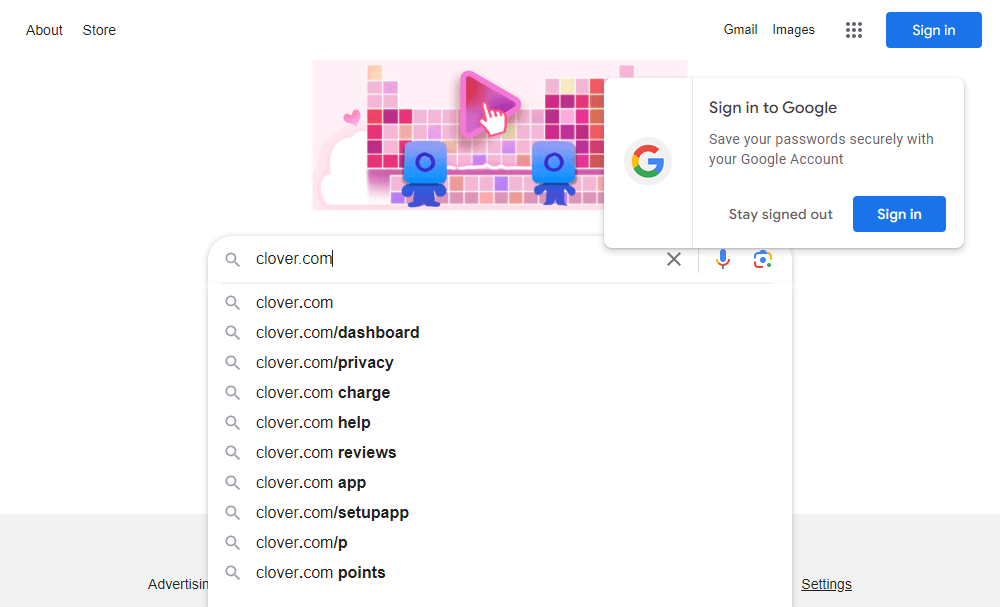 About Store Gmail Images Sign in
Sign in to Google
Save your passwords securely with
your Google Account
Stay signed out Sign in
clover.com
clover.com
clover.com/dashboard
clover.com/privacy
clover.com charge
clover.com help
clover.com reviews
clover.com app
clover.com/setupapp
clover.com/p
clover.com points
Advertisin Settings